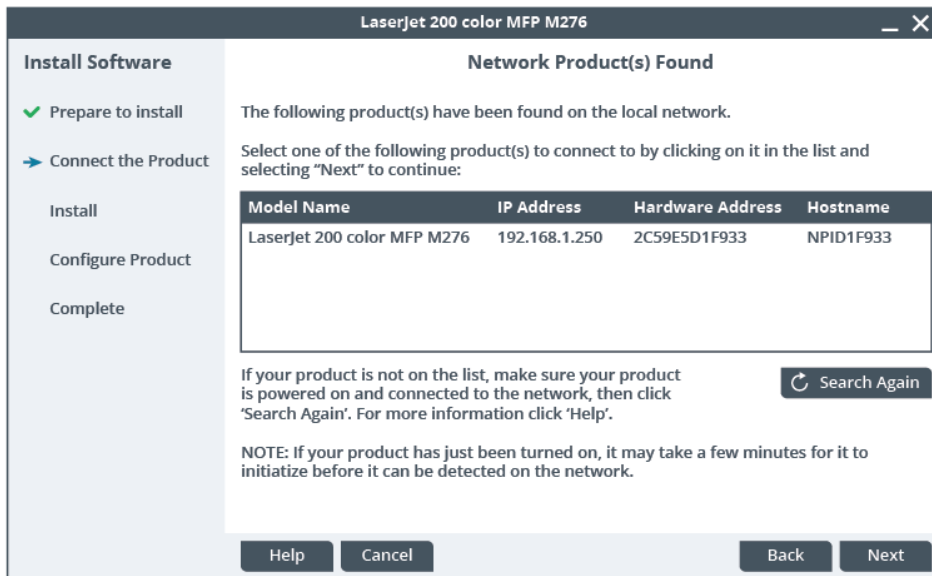 LaserJet 200 color MFP M276
Install Software
Prepare to install
Connect the Product
Install
Configure Product
Complete
Network Product(s) Found
The following product(s) have been found on the local network.
Select one of the following product(s) to connect to by clicking on it in the list and
selecting "Next" to continue:
Model Name IP Address Hardware Address Hostname
LaserJet 200 color MFP M276 192.168.1.250 2C59E5D1F933 NPID1F933
If your product is not on the list, make sure your product
is powered on and connected to the network, then click
‘Search Again’. For more information click ‘Help’.
Search Again
NOTE: If your product has just been turned on, it may take a few minutes for it to
initiatize before it can be detected on the network.
Help Cancel Back Next